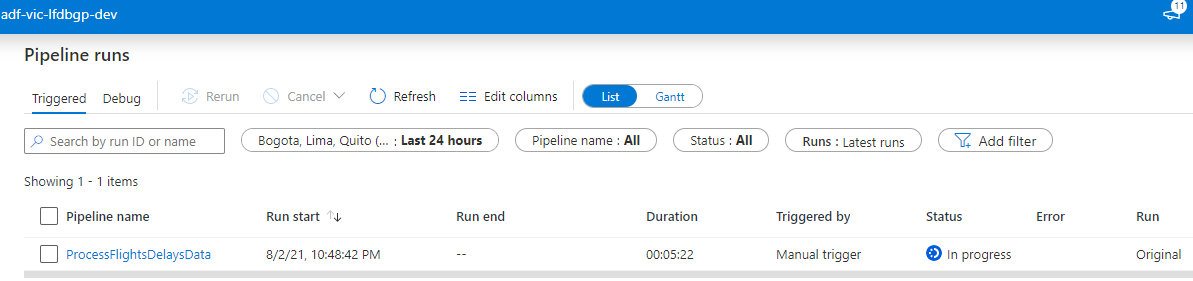 adf-vic-lfdbgp-dev
11
Pipeline runs
Triggered Debug Rerun Cancel Refresh Edit columns List Gantt
Search by run ID or name Bogota, Lima, Quito (... : Last 24 hours Pipeline name : All Status : All Runs : Latest runs Add filter
Showing 1 - 1 items
Pipeline name Run start Run end Duration Triggered by Status Error Run
ProcessFlightsDelaysData 8/2/21, 10:48:42 PM -- 00:05:22 Manual trigger In progress Original